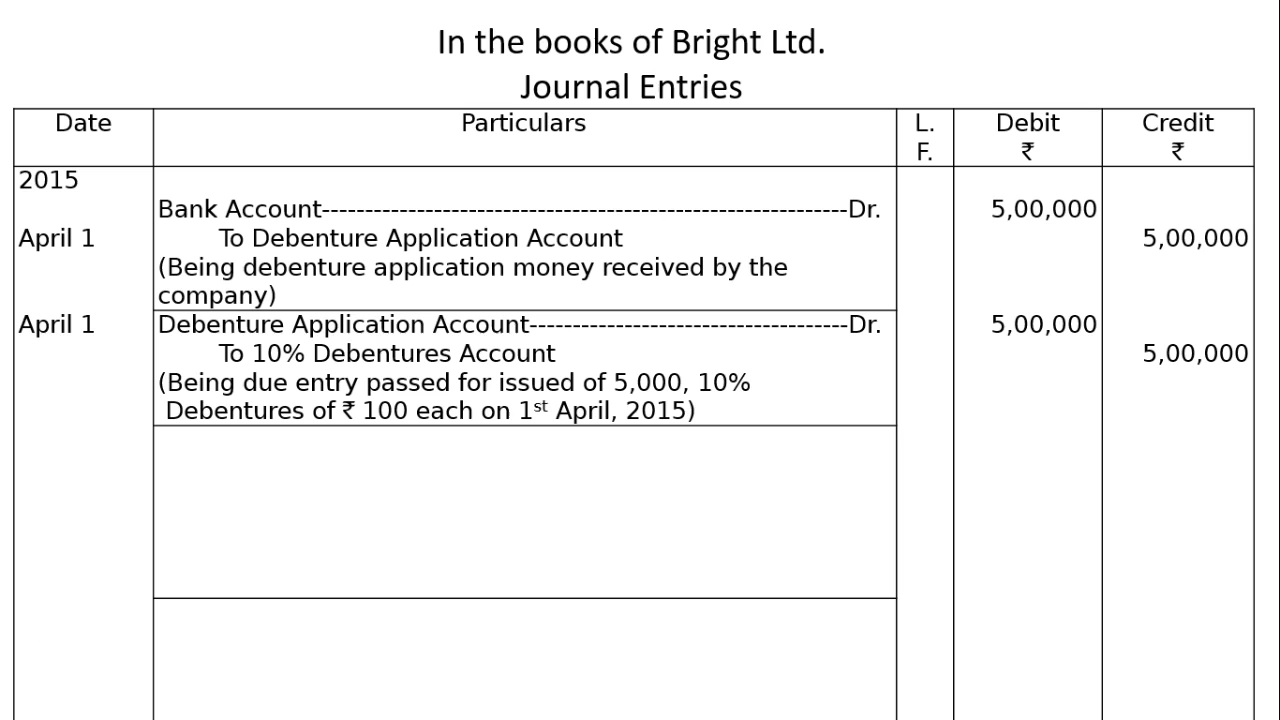 In the books of Bright Ltd.
Journal Entries
Date Particulars L. Debit Credit
F. ₹ ₹
2015
Bank Account-------------------------------------------------------------Dr. 5,00,000
April 1 To Debenture Application Account 5,00,000
(Being debenture application money received by the
company)
April 1 Debenture Application Account-------------------------------------Dr. 5,00,000
To 10% Debentures Account 5,00,000
(Being due entry passed for issued of 5,000, 10%
Debentures of ₹ 100 each on 1st April, 2015)